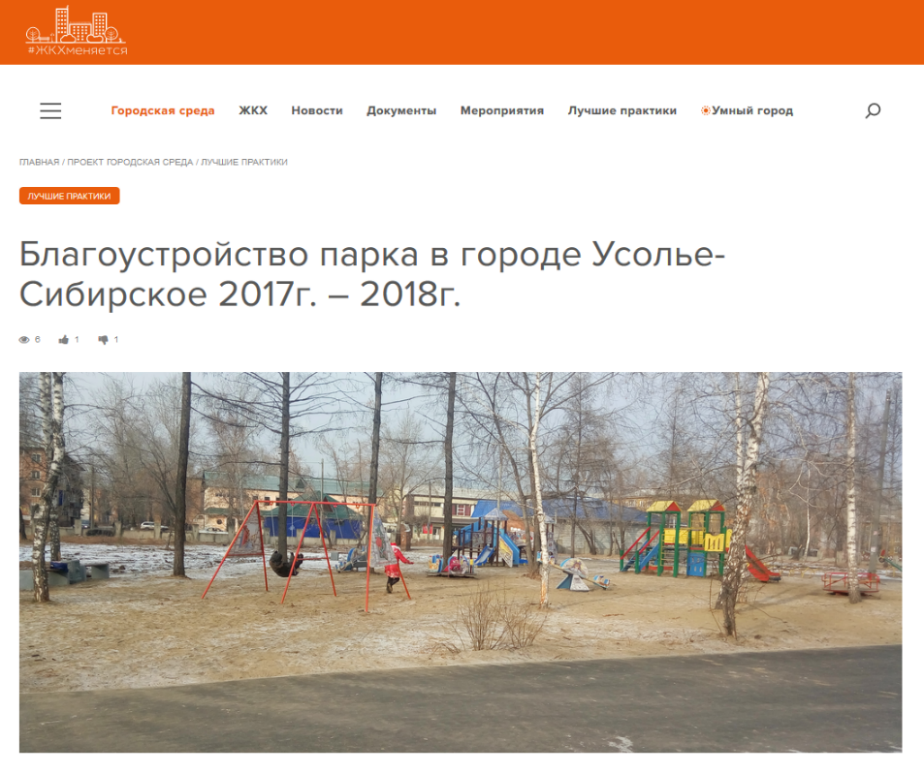 #ЖКХменяется
Городская среда ЖКХ Новости Документы Мероприятия Лучшие практики Умный город
ГЛАВНАЯ / ПРОЕКТ ГОРОДСКАЯ СРЕДА / ЛУЧШИЕ ПРАКТИКИ
ЛУЧШИЕ ПРАКТИКИ
Благоустройство парка в городе Усолье-
Сибирское 2017г. – 2018г.
6 1 1